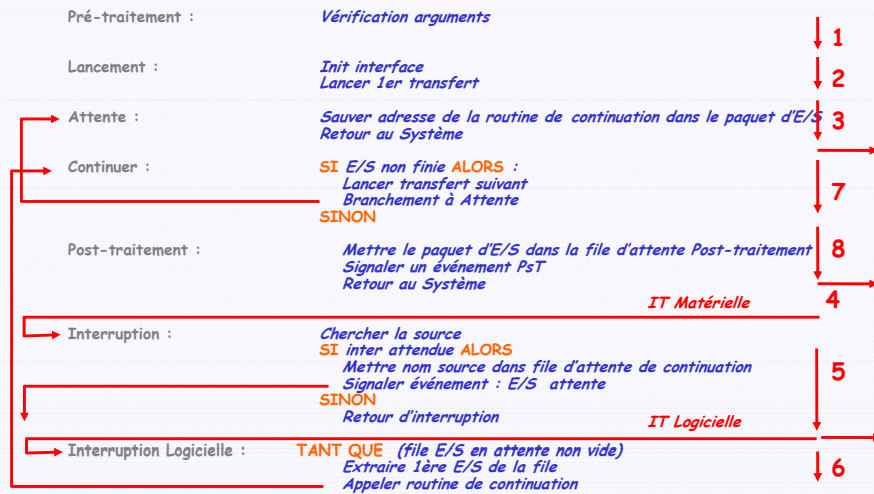 Pré-traitement : Vérification arguments
1
Lancement : Init interface
Lancer 1er transfert
2
Attente : Sauver adresse de la routine de continuation dans le paquet d'E/S
3
Retour au Système
Continuer : SI E/S non finie ALORS :
Lancer transfert suivant
7
Branchement à Attente
SINON
Post-traitement : Mettre le paquet d'E/S dans la file d'attente Post-traitement
8
Signaler un événement PsT
Retour au Système
IT Matérielle 4
Interruption : Chercher la source
SI inter attendue ALORS
Mettre nom source dans file d'attente de continuation
5
Signaler événement : E/S attente
SINON
Retour d'interruption
IT Logicielle
Interruption Logicielle : TANT QUE (file E/S en attente non vide)
Extraire 1ère E/S de la file
6
Appeler routine de continuation